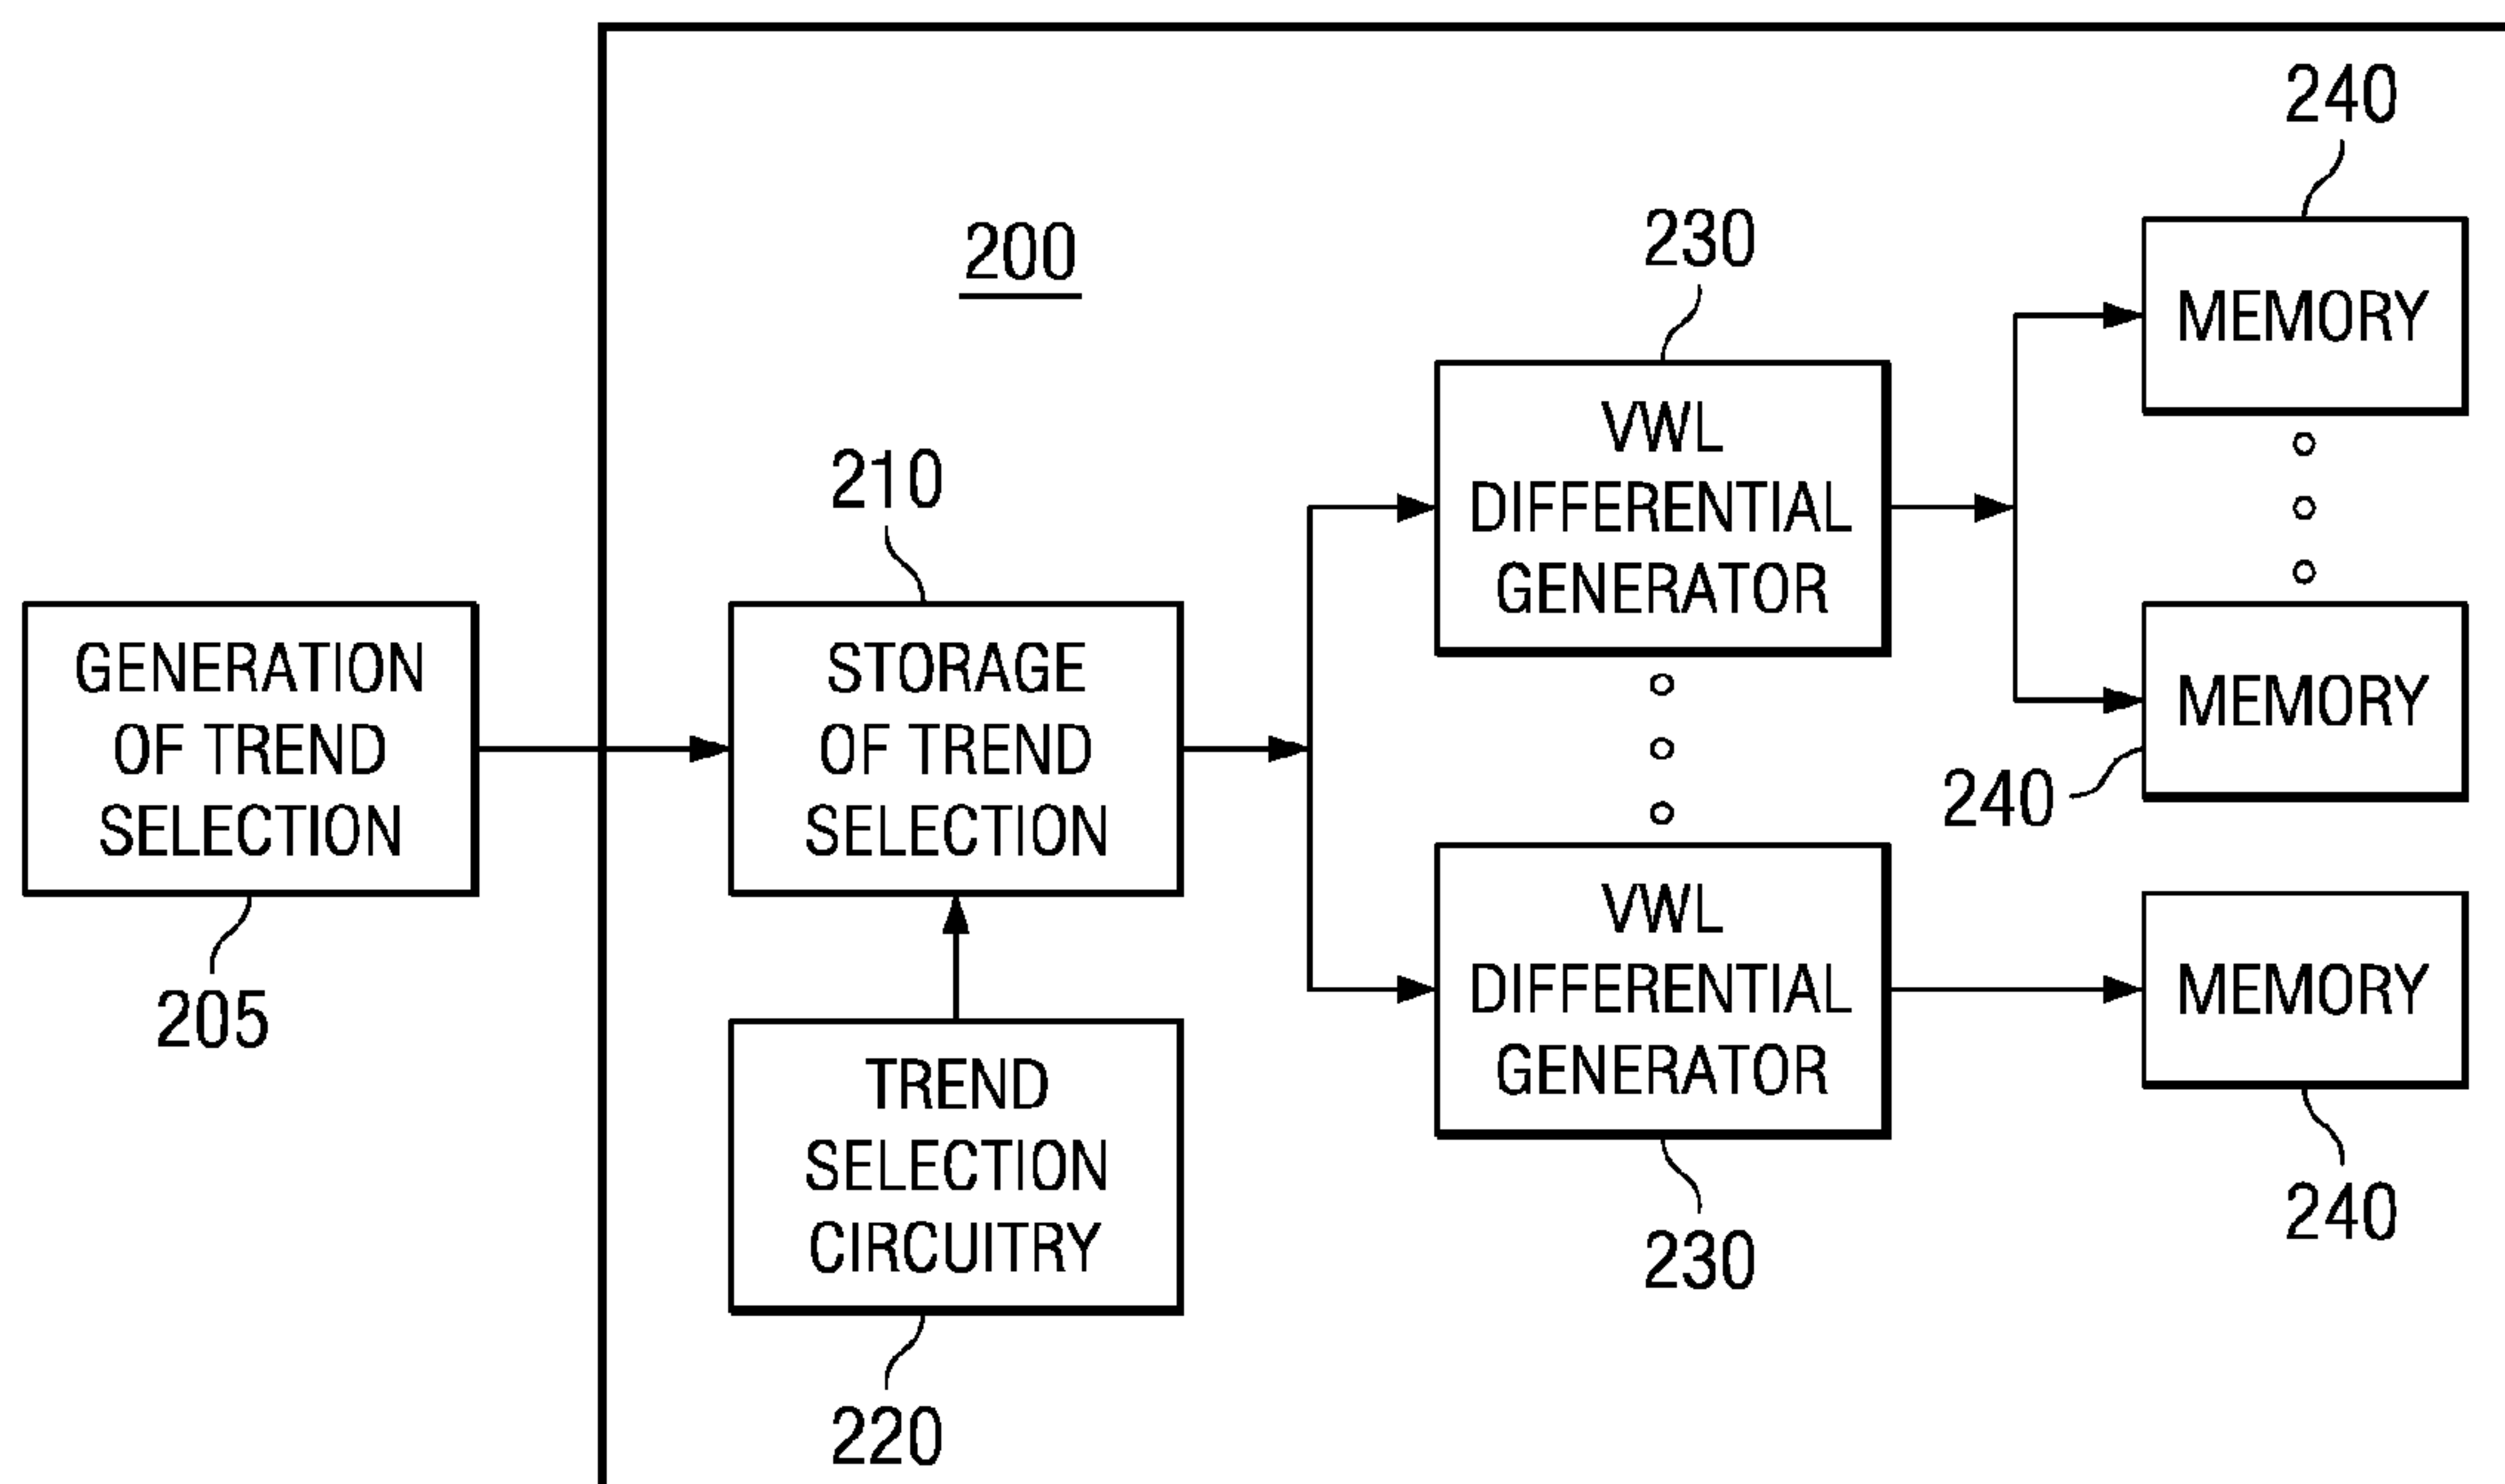 200
GENERATION
OF TREND
SELECTION
205
210
STORAGE
OF TREND
SELECTION
TREND
SELECTION
CIRCUITRY
220
230
VWL
DIFFERENTIAL
GENERATOR
VWL
DIFFERENTIAL
GENERATOR
230
240
MEMORY
MEMORY
240
MEMORY
240